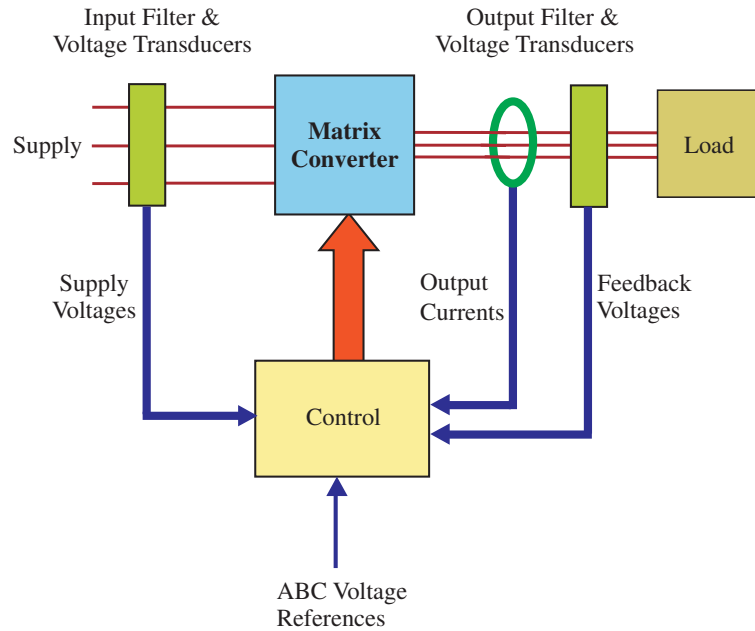 Input Filter &
Voltage Transducers
Output Filter &
Voltage Transducers
Supply
Matrix
Converter
Load
Supply
Voltages
Output
Currents
Feedback
Voltages
Control
ABC Voltage
References